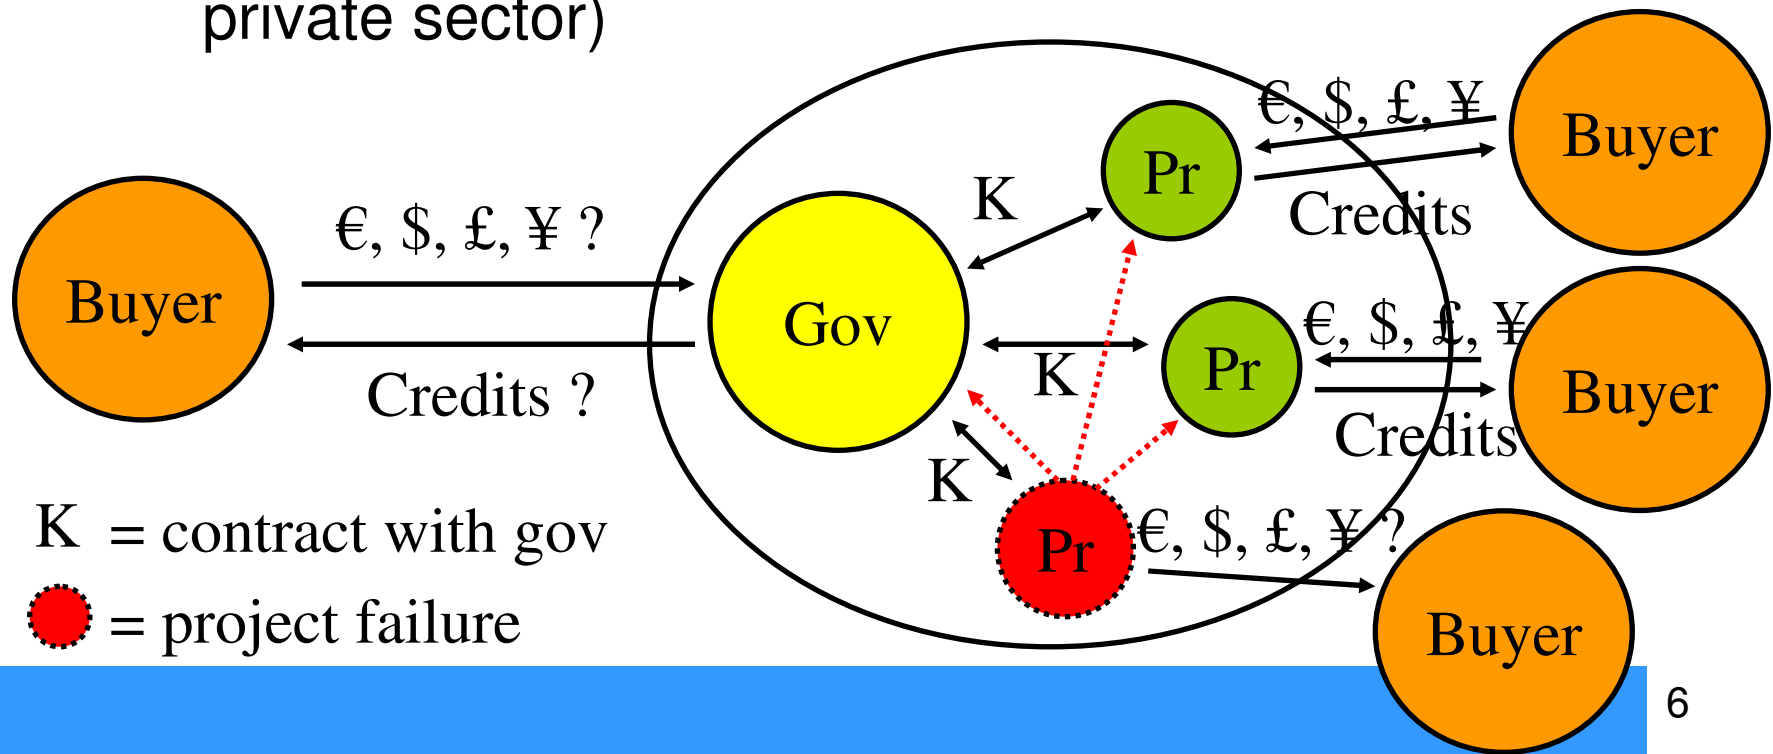 private sector)
€, $, £, ¥
Buyer
Pr
K
Credits
€, $, £, ¥ ?
Buyer
Gov
€, $, £, ¥
K
Pr
Buyer
Credits ?
Credits
K
Pr
€, $, £, ¥ ?
Buyer
K = contract with gov
= project failure
6